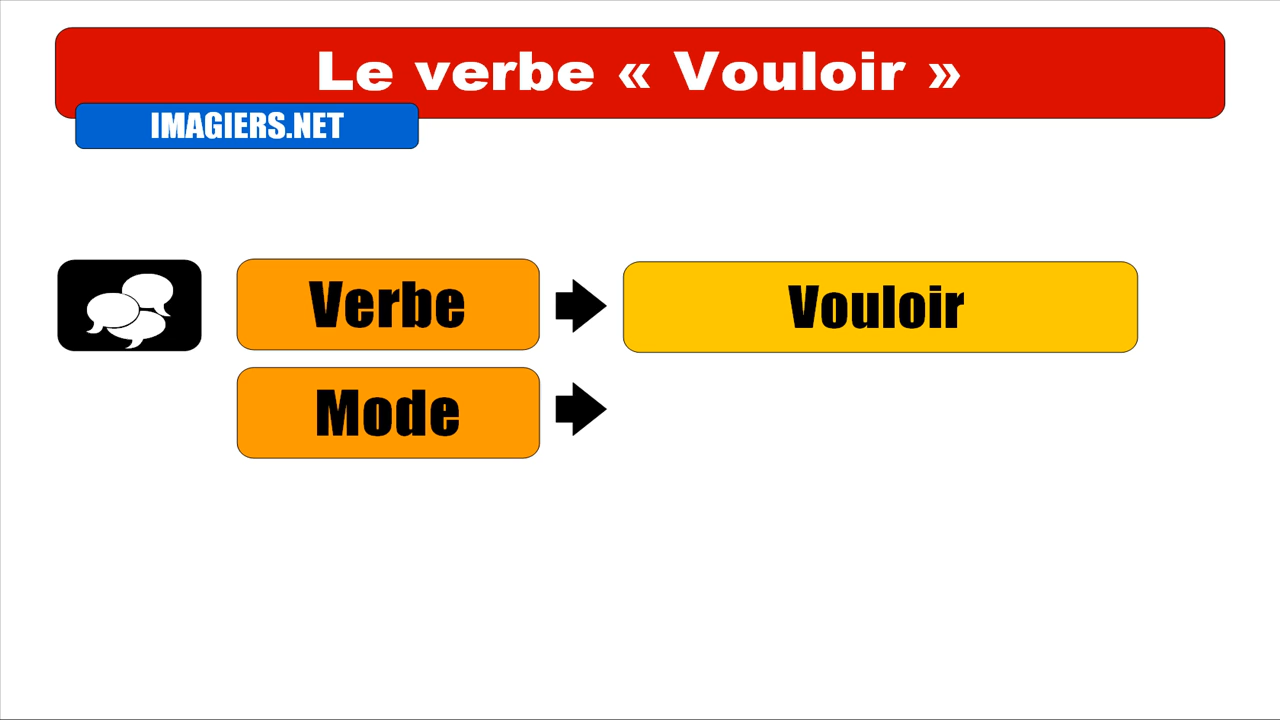 Le verbe « Vouloir »
IMAGIERS.NET
Verbe
Vouloir
Mode